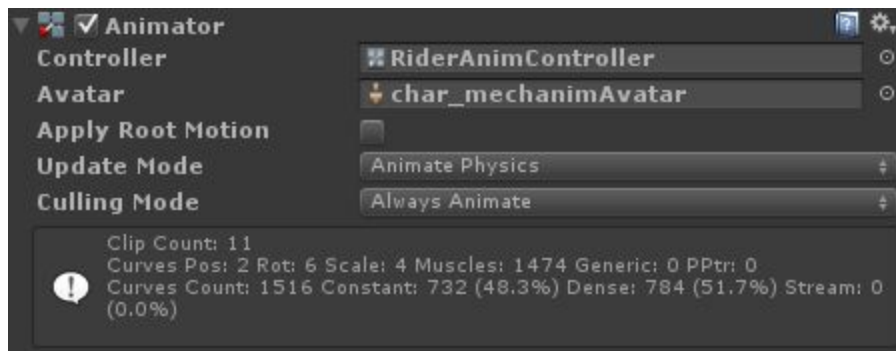 Animator
Controller RiderAnimController
Avatar char_mechanimAvatar
Apply Root Motion
Update Mode Animate Physics
Culling Mode Always Animate
Clip Count: 11
Curves Pos: 2 Rot: 6 Scale: 4 Muscles: 1474 Generic: 0 PPtr: 0
Curves Count: 1516 Constant: 732 (48.3%) Dense: 784 (51.7%) Stream: 0
(0.0%)